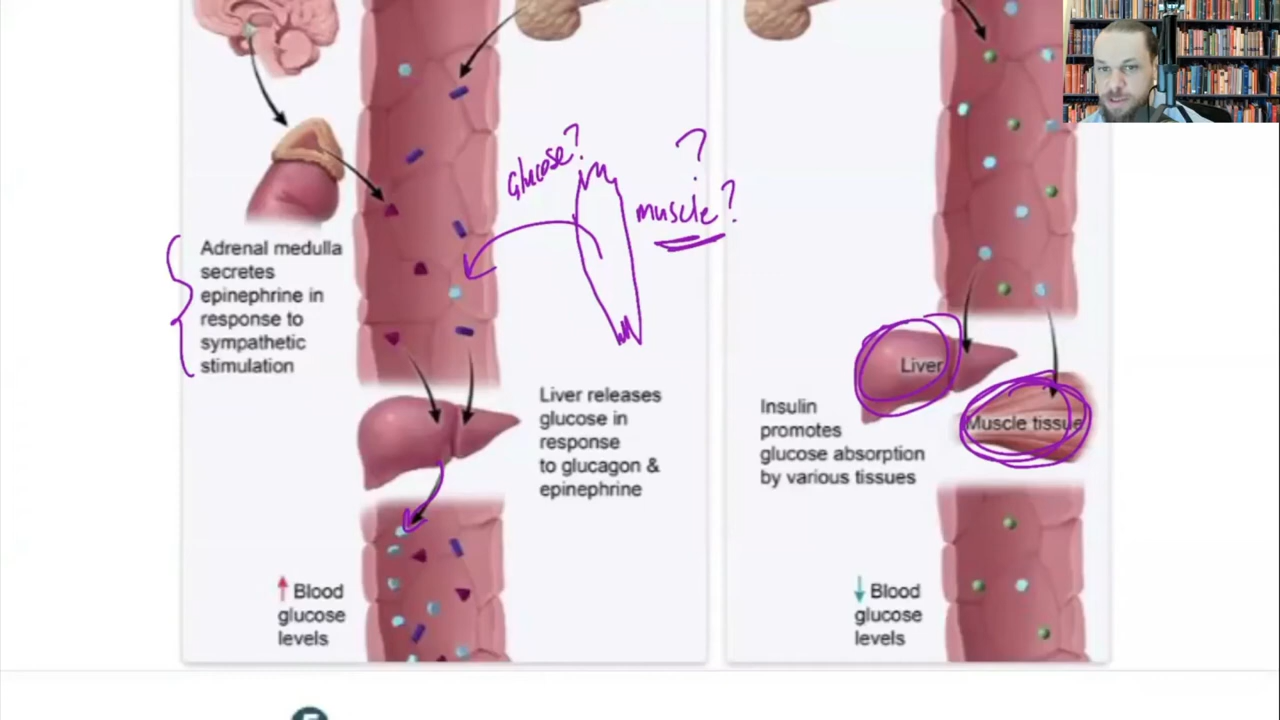 glucose?
?
muscle?
Adrenal medulla
secretes
epinephrine in
response to
sympathetic
stimulation
Liver releases
glucose in
response
to glucagon &
epinephrine
↑ Blood
glucose
levels
Liver
Muscle tissue
Insulin
promotes
glucose absorption
by various tissues
↓ Blood
glucose
levels